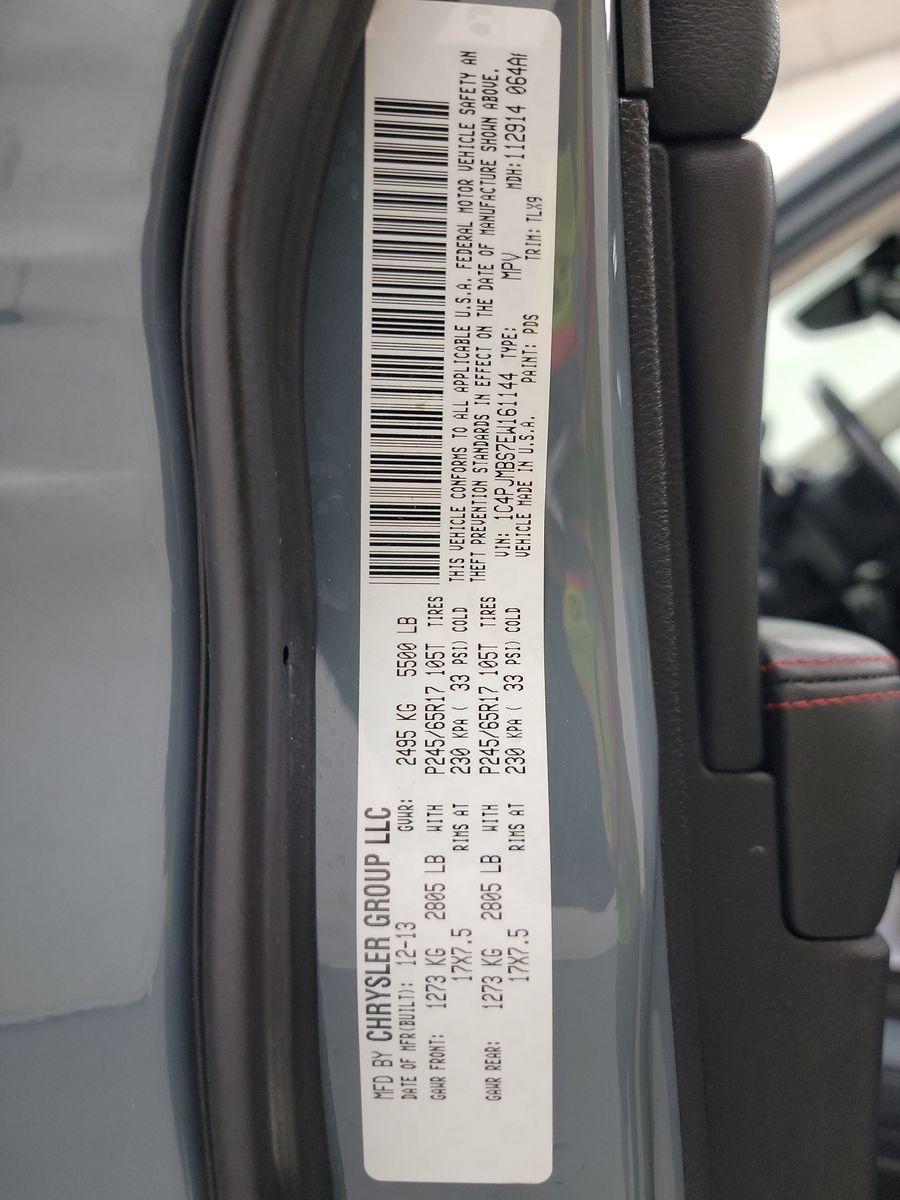 MFD BY CHRYSLER GROUP LLC
DATE OF MFR(BUILT): 12-13 GVWR: 2495 KG 5500 LB
GAWR FRONT: 1273 KG 2805 LB WITH P245/65R17 105T TIRES
17X7.5 RIMS AT 230 KPA ( 33 PSI) COLD
GAWR REAR: 1273 KG 2805 LB WITH P245/65R17 105T TIRES
17X7.5 RIMS AT 230 KPA ( 33 PSI) COLD
THIS VEHICLE CONFORMS TO ALL APPLICABLE U.S.A. FEDERAL MOTOR VEHICLE SAFETY AN
THEFT PREVENTION STANDARDS IN EFFECT ON THE DATE OF MANUFACTURE SHOWN ABOVE.
VIN: 1C4PJMBS7EW161144 TYPE: MPV MDH:112914 064A
VEHICLE MADE IN U.S.A. PAINT: PDS TRIM: TLX9